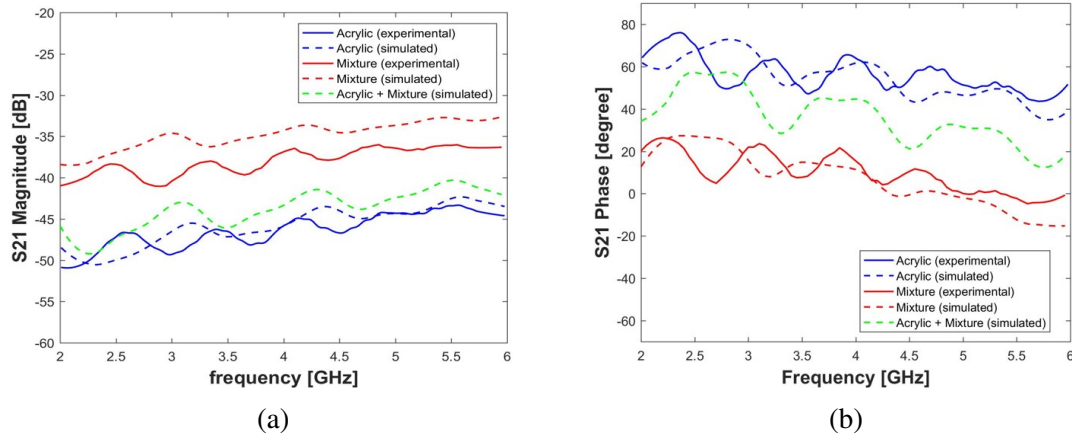 -20
-25
-30
-35
-40
-45
-50
-55
-60
S21 Magnitude [dB]
Acrylic (experimental)
Acrylic (simulated)
Mixture (experimental)
Mixture (simulated)
Acrylic + Mixture (simulated)
2 2.5 3 3.5 4 4.5 5 5.5 6
frequency [GHz]
(a)
80
60
40
20
0
-20
-40
-60
S21 Phase [degree]
Acrylic (experimental)
Acrylic (simulated)
Mixture (experimental)
Mixture (simulated)
Acrylic + Mixture (simulated)
2 2.5 3 3.5 4 4.5 5 5.5 6
Frequency [GHz]
(b)